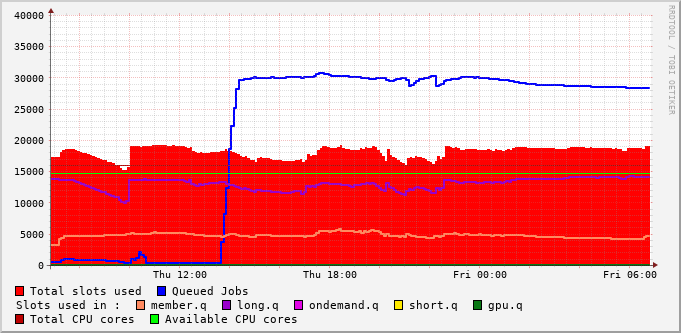 40000
35000
30000
25000
20000
15000
10000
5000
0
Thu 12:00 Thu 18:00 Fri 00:00 Fri 06:00
RRDTOOL / TOBI OETIKER
Total slots used Queued Jobs
Slots used in : member.q long.q ondemand.q short.q gpu.q
Total CPU cores Available CPU cores